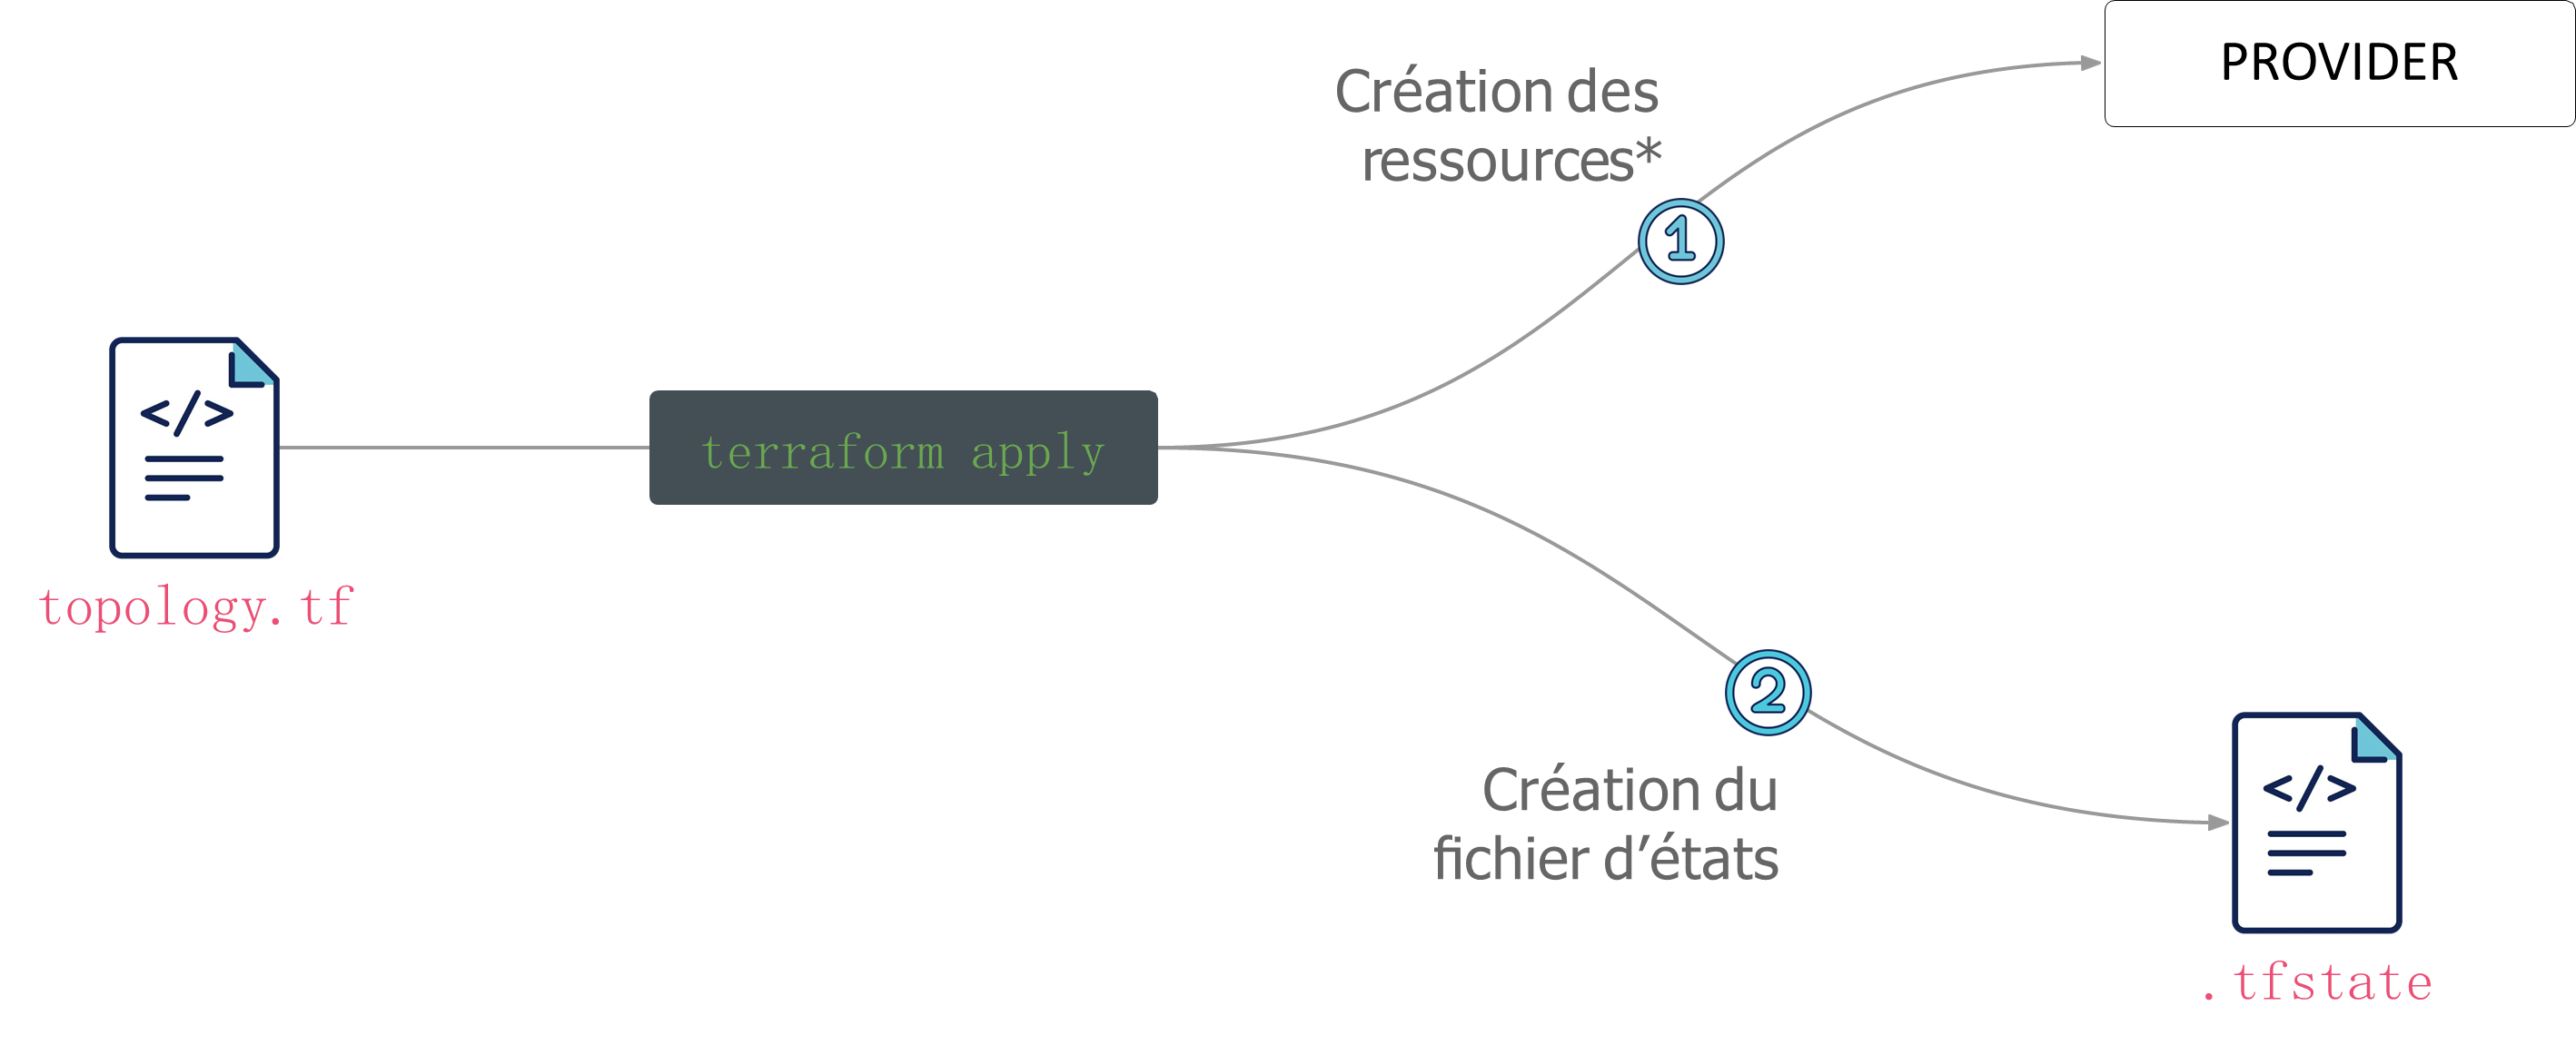 PROVIDER
Création des
ressources*
1
</>
terraform apply
topology.tf
2
Création du
fichier d’états
</>
.tfstate